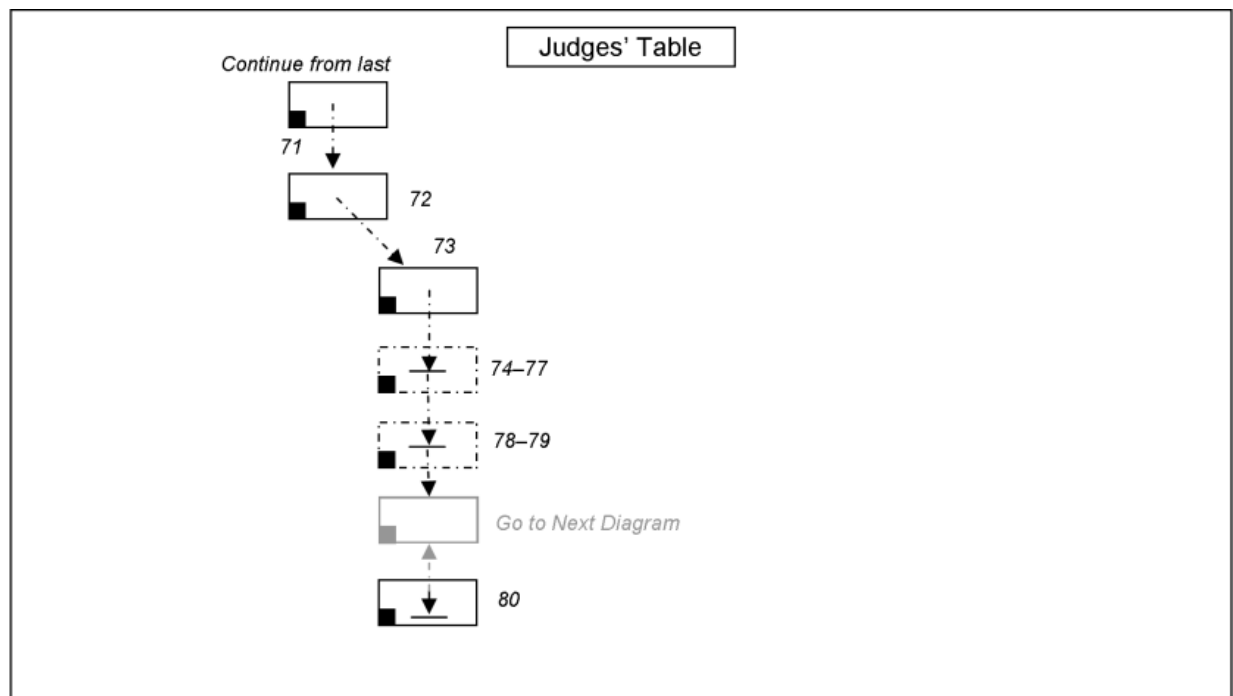 Judges' Table
Continue from last
71
72
73
74–77
78–79
Go to Next Diagram
80